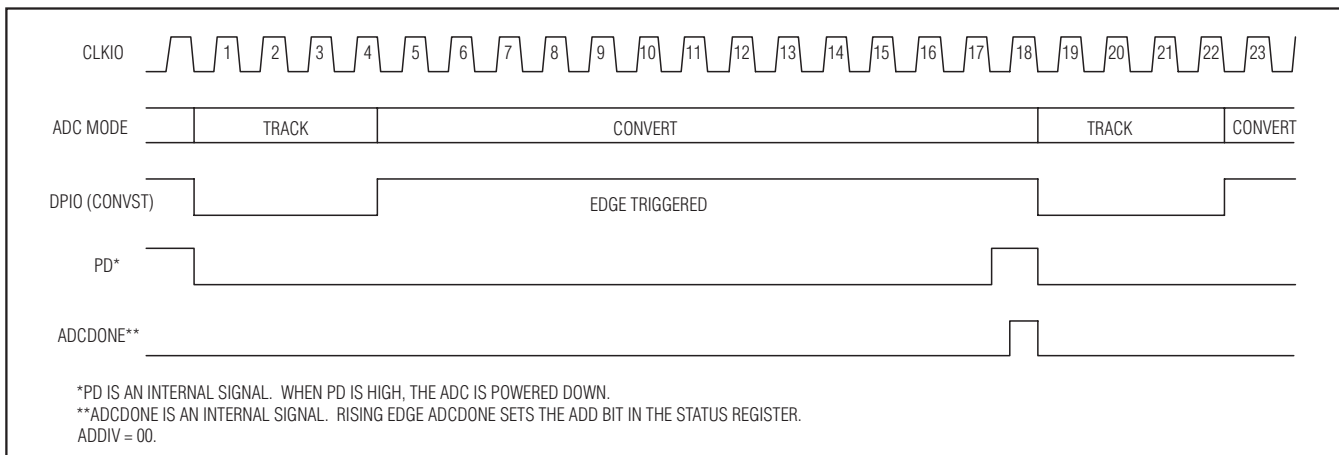 CLKIO 1 2 3 4 5 6 7 8 9 10 11 12 13 14 15 16 17 18 19 20 21 22 23
ADC MODE TRACK CONVERT TRACK CONVERT
DPIO (CONVST) EDGE TRIGGERED
PD*
ADCDONE**
*PD IS AN INTERNAL SIGNAL. WHEN PD IS HIGH, THE ADC IS POWERED DOWN.
**ADCDONE IS AN INTERNAL SIGNAL. RISING EDGE ADCDONE SETS THE ADD BIT IN THE STATUS REGISTER.
ADDIV = 00.